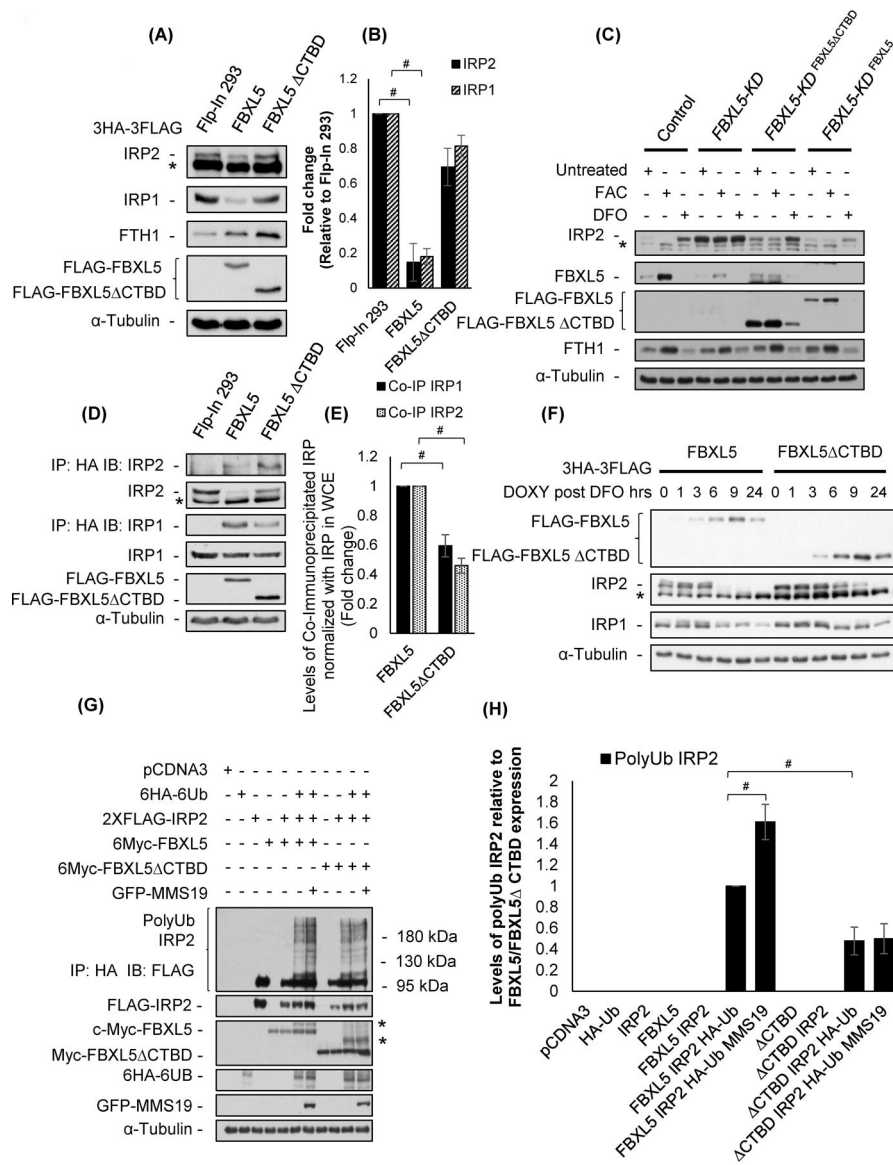 (A)
Flp-In 293
FBXL5
FBXL5 ΔCTBD
3HA-3FLAG
IRP2 -
* -
IRP1 -
FTH1 -
FLAG-FBXL5
FLAG-FBXL5ΔCTBD
α-Tubulin -
(B)
IRP2
IRP1
#
#
Fold change
(Relative to Flp-In 293)
1.2
1
0.8
0.6
0.4
0.2
0
Flp-In 293
FBXL5
FBXL5ΔCTBD
(C)
Control
FBXL5-KD
FBXL5-KD FBXL5ΔCTBD
FBXL5-KD FBXL5
Untreated + - - + - - + - - + - -
FAC - + - - + - - + - - + -
DFO - - + - - + - - + - - +
IRP2 -
*
FBXL5 -
FLAG-FBXL5
FLAG-FBXL5 ΔCTBD
FTH1 -
α-Tubulin -
(D)
Flp-In 293
FBXL5
FBXL5 ΔCTBD
IP: HA IB: IRP2 -
IRP2 -
* -
IP: HA IB: IRP1 -
IRP1 -
FLAG-FBXL5
FLAG-FBXL5ΔCTBD
α-Tubulin -
(E)
Co-IP IRP1
Co-IP IRP2
#
#
Levels of Co-Immunoprecipitated IRP
normalized with IRP in WCE
(Fold change)
1.2
1
0.8
0.6
0.4
0.2
0
FBXL5
FBXL5ΔCTBD
(F)
FBXL5 FBXL5ΔCTBD
3HA-3FLAG
DOXY post DFO hrs 0 1 3 6 9 24 0 1 3 6 9 24
FLAG-FBXL5 -
FLAG-FBXL5 ΔCTBD -
IRP2 -
* -
IRP1 -
α-Tubulin -
(G)
pCDNA3 + - - - - - - - - - -
6HA-6Ub - + - - - + + - - + +
2XFLAG-IRP2 - - + - + + + - + + +
6Myc-FBXL5 - - - + + + + - - - -
6Myc-FBXL5ΔCTBD - - - - - - - + + + +
GFP-MMS19 - - - - - - + - - - +
PolyUb
IRP2
IP: HA IB: FLAG
- 180 kDa
- 130 kDa
- 95 kDa
FLAG-IRP2 -
c-Myc-FBXL5 -
*
*
Myc-FBXL5ΔCTBD -
6HA-6UB -
GFP-MMS19 -
α-Tubulin -
(H)
PolyUb IRP2
#
#
Levels of polyUb IRP2 relative to
FBXL5/FBXL5Δ CTBD expression
2
1.8
1.6
1.4
1.2
1
0.8
0.6
0.4
0.2
0
pCDNA3
HA-Ub
IRP2
FBXL5
FBXL5 IRP2
FBXL5 IRP2 HA-Ub
FBXL5 IRP2 HA-Ub MMS19
ΔCTBD
ΔCTBD IRP2
ΔCTBD IRP2 HA-Ub
ΔCTBD IRP2 HA-Ub MMS19